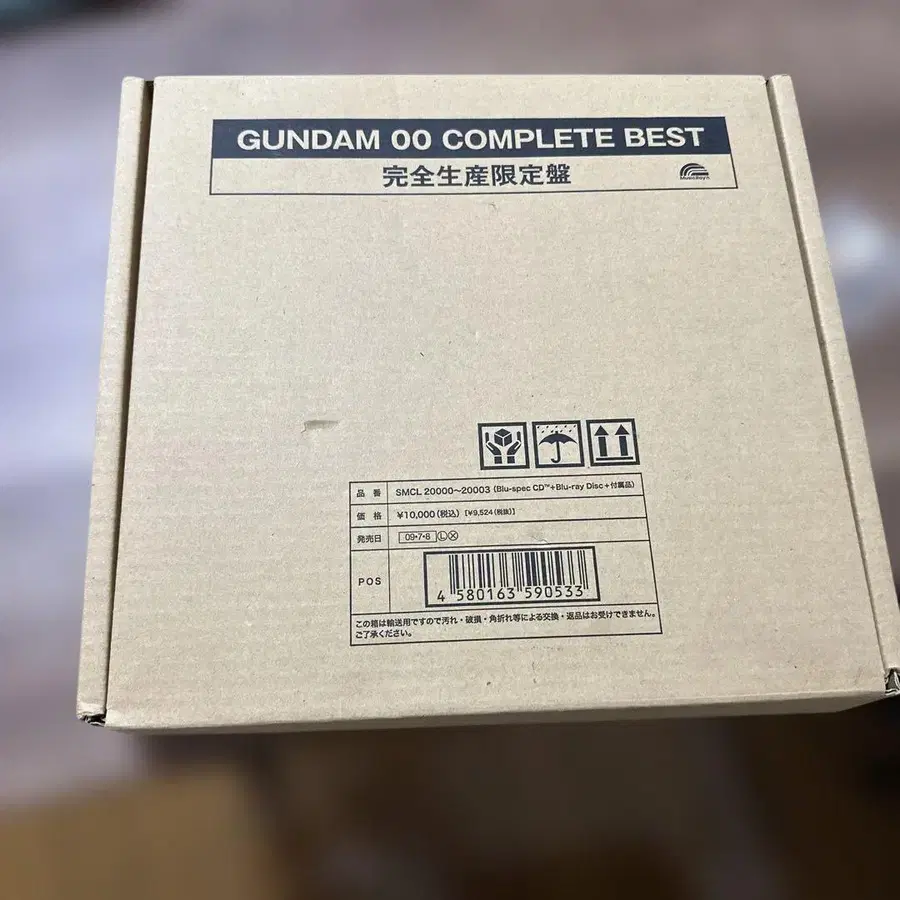 GUNDAM 00 COMPLETE BEST
完全生産限定盤
MusicRay'n
品 番 SMCL 20000〜20003 (Blu-spec CD™+Blu-ray Disc+付属品)
価 格 ¥10,000(税込) [¥9,524(税抜)]
発売日 09・7・8 Ⓛ Ⓧ
POS
4 580163 590533
この箱は輸送用ですので汚れ・破損・角折れ等による交換・返品はお受けできません。
ご了承ください。